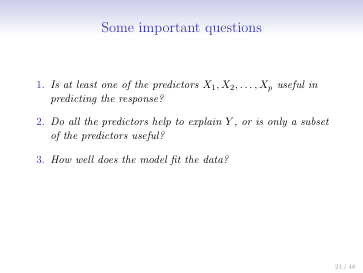 Some important questions
1. Is at least one of the predictors X₁, X₂, . . . , Xₚ useful in
predicting the response?
2. Do all the predictors help to explain Y, or is only a subset
of the predictors useful?
3. How well does the model fit the data?
21 / 48